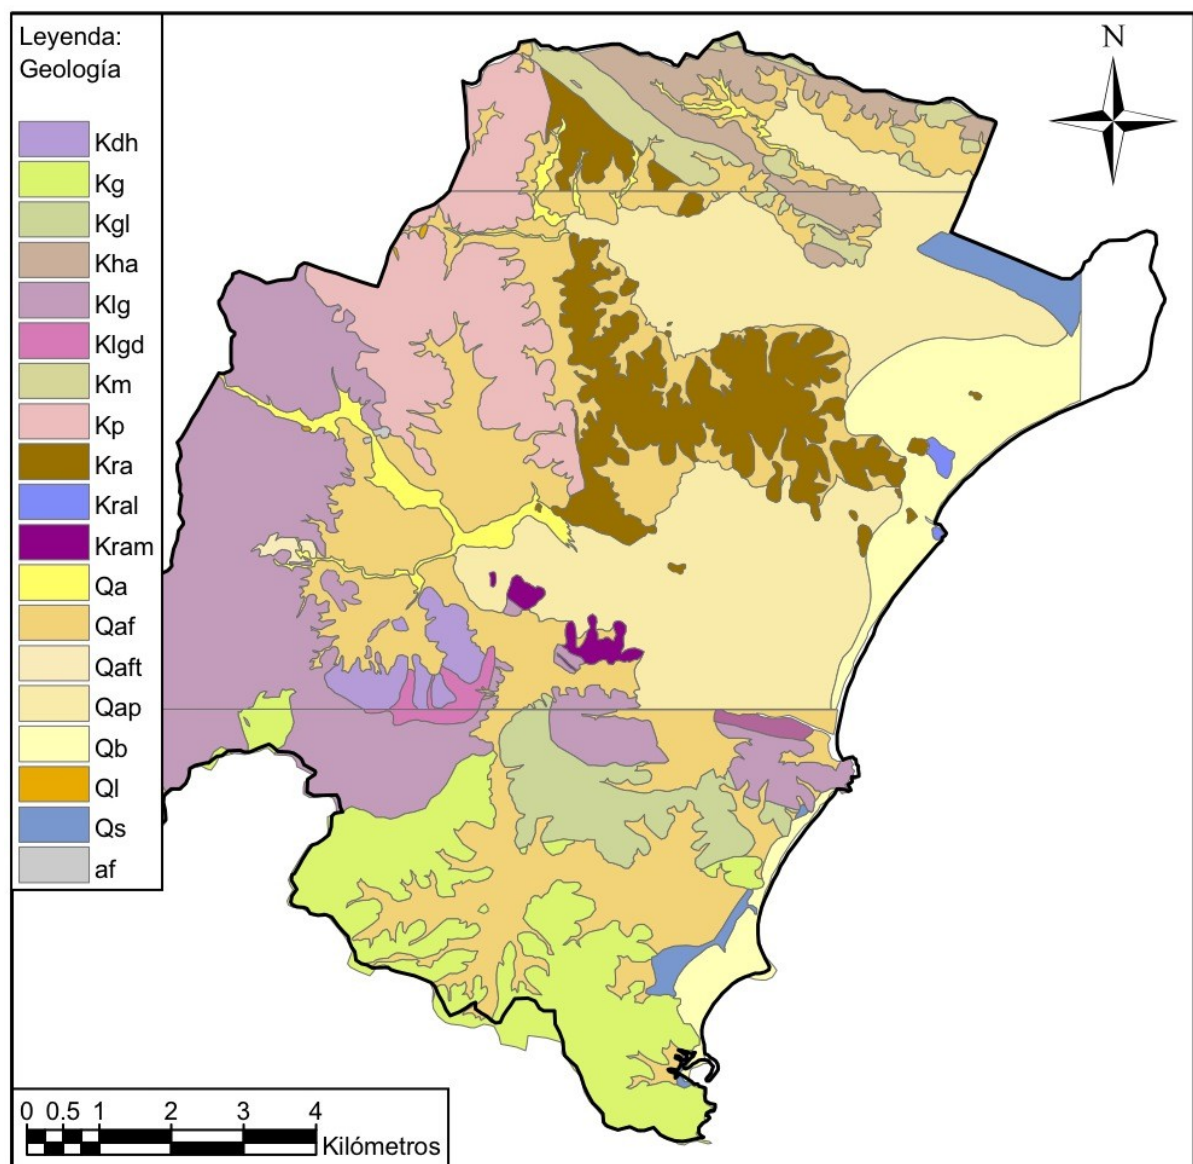 Leyenda:
Geología
Kdh
Kg
Kgl
Kha
Klg
Klgd
Km
Kp
Kra
Kral
Kram
Qa
Qaf
Qaft
Qap
Qb
Ql
Qs
af
N
0 0.5 1 2 3 4
Kilómetros